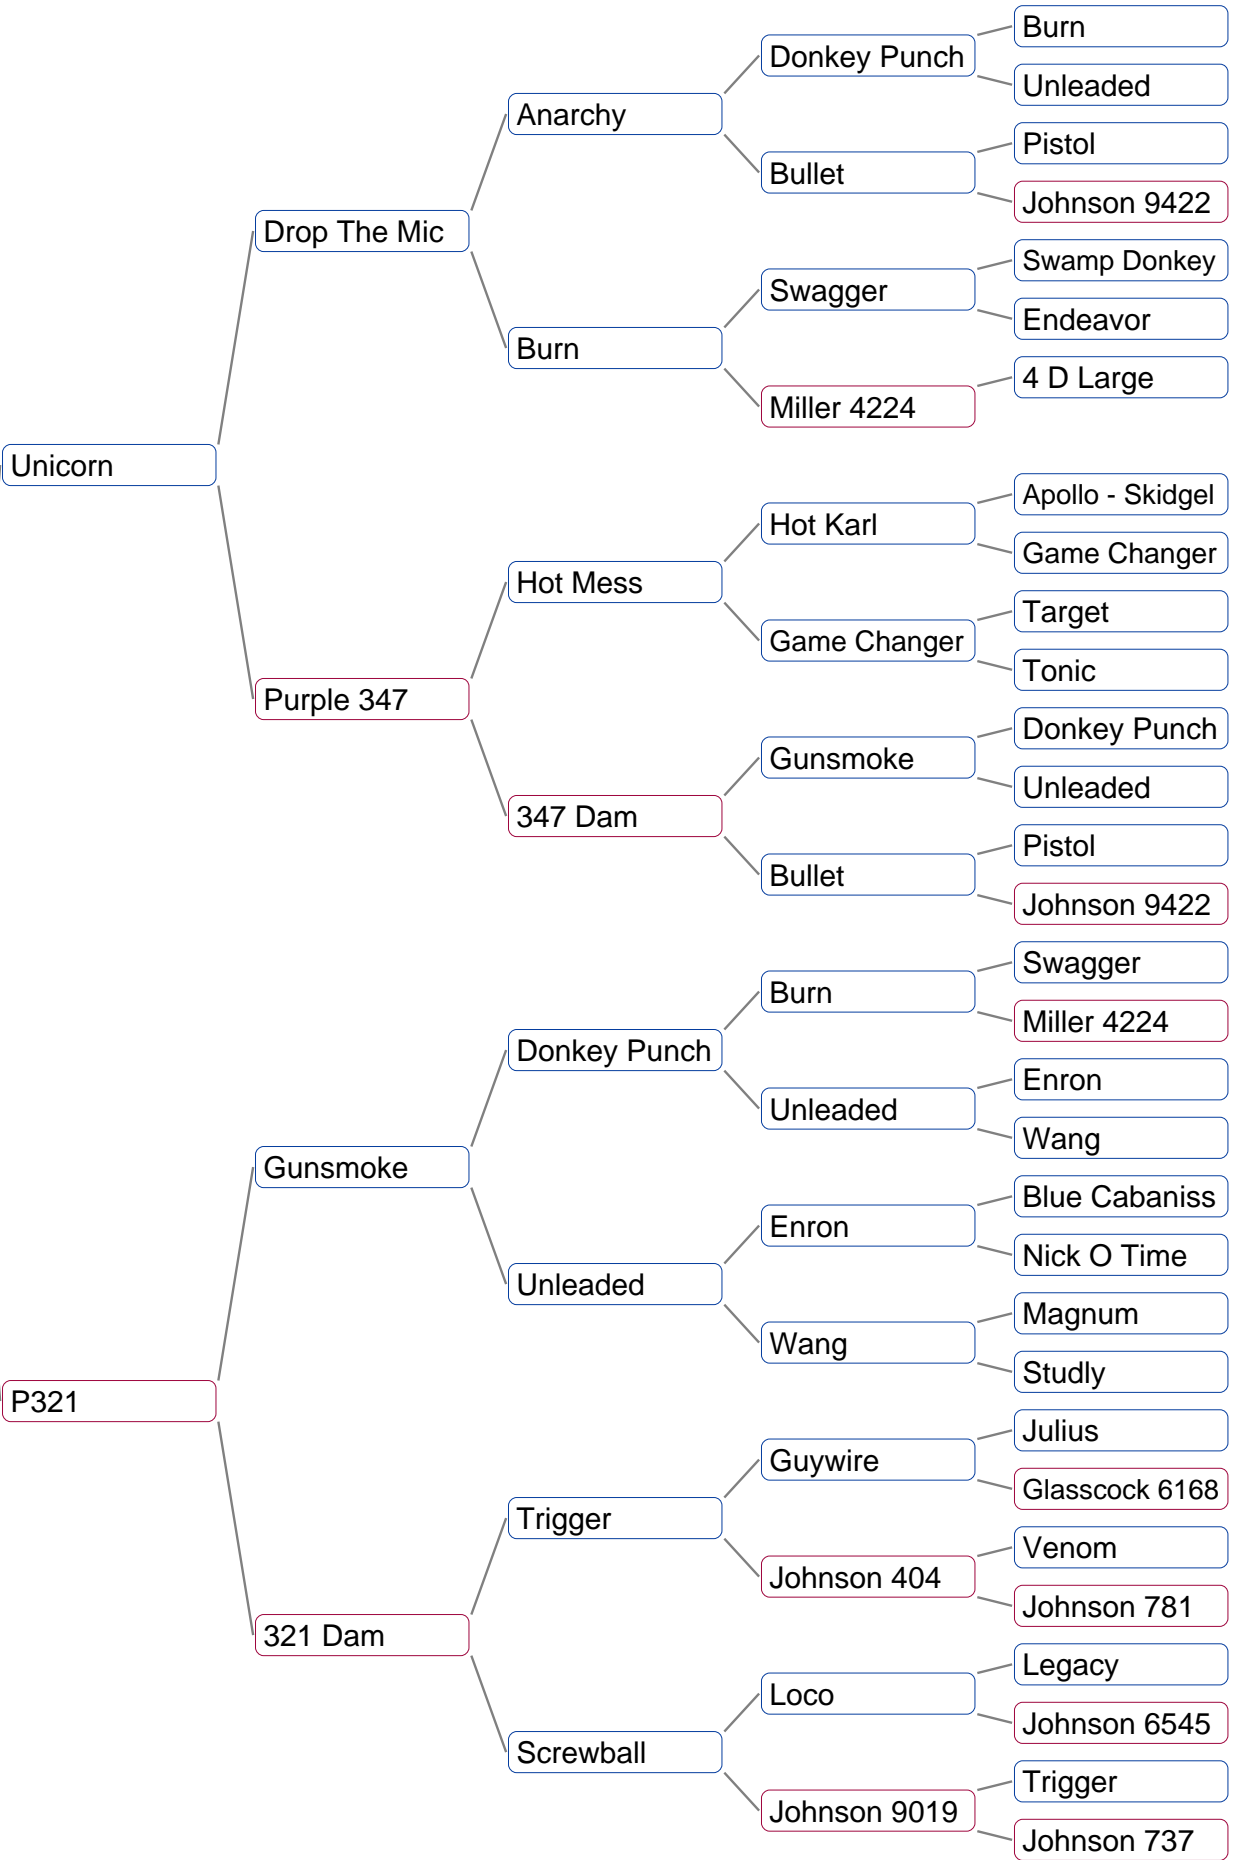 Burn
Donkey Punch
Unleaded
Anarchy
Pistol
Bullet
Johnson 9422
Drop The Mic
Swamp Donkey
Swagger
Endeavor
Burn
4 D Large
Miller 4224
Unicorn
Apollo - Skidgel
Hot Karl
Game Changer
Hot Mess
Target
Game Changer
Tonic
Purple 347
Donkey Punch
Gunsmoke
Unleaded
347 Dam
Pistol
Bullet
Johnson 9422
Swagger
Burn
Miller 4224
Donkey Punch
Enron
Unleaded
Wang
Gunsmoke
Blue Cabaniss
Enron
Nick O Time
Unleaded
Magnum
Wang
Studly
P321
Julius
Guywire
Glasscock 6168
Trigger
Venom
Johnson 404
Johnson 781
321 Dam
Legacy
Loco
Johnson 6545
Screwball
Trigger
Johnson 9019
Johnson 737